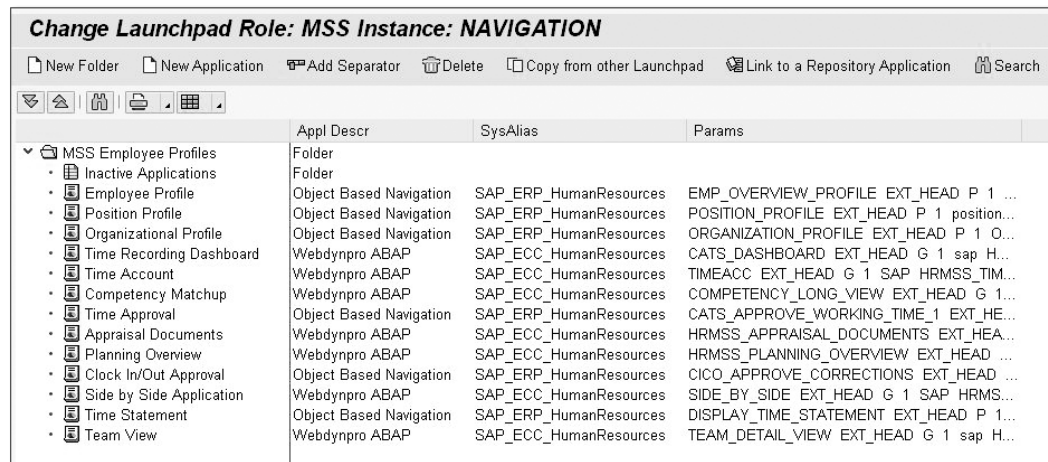 Change Launchpad Role: MSS Instance: NAVIGATION
New Folder New Application Add Separator Delete Copy from other Launchpad Link to a Repository Application Search
Appl Descr SysAlias Params
MSS Employee Profiles Folder
Inactive Applications Folder
Employee Profile Object Based Navigation SAP_ERP_HumanResources EMP_OVERVIEW_PROFILE EXT_HEAD P 1 ...
Position Profile Object Based Navigation SAP_ERP_HumanResources POSITION_PROFILE EXT_HEAD P 1 position...
Organizational Profile Object Based Navigation SAP_ERP_HumanResources ORGANIZATION_PROFILE EXT_HEAD P 1 O...
Time Recording Dashboard Webdynpro ABAP SAP_ECC_HumanResources CATS_DASHBOARD EXT_HEAD G 1 sap H...
Time Account Webdynpro ABAP SAP_ECC_HumanResources TIMEACC EXT_HEAD G 1 SAP HRMSS_TIM...
Competency Matchup Webdynpro ABAP SAP_ECC_HumanResources COMPETENCY_LONG_VIEW EXT_HEAD G 1...
Time Approval Object Based Navigation SAP_ERP_HumanResources CATS_APPROVE_WORKING_TIME_1 EXT_HE...
Appraisal Documents Webdynpro ABAP SAP_ECC_HumanResources HRMSS_APPRAISAL_DOCUMENTS EXT_HEA...
Planning Overview Webdynpro ABAP SAP_ECC_HumanResources HRMSS_PLANNING_OVERVIEW EXT_HEAD ...
Clock In/Out Approval Object Based Navigation SAP_ERP_HumanResources CICO_APPROVE_CORRECTIONS EXT_HEAD ...
Side by Side Application Webdynpro ABAP SAP_ECC_HumanResources SIDE_BY_SIDE EXT_HEAD G 1 SAP HRMS...
Time Statement Object Based Navigation SAP_ERP_HumanResources DISPLAY_TIME_STATEMENT EXT_HEAD P 1...
Team View Webdynpro ABAP SAP_ECC_HumanResources TEAM_DETAIL_VIEW EXT_HEAD G 1 sap H...